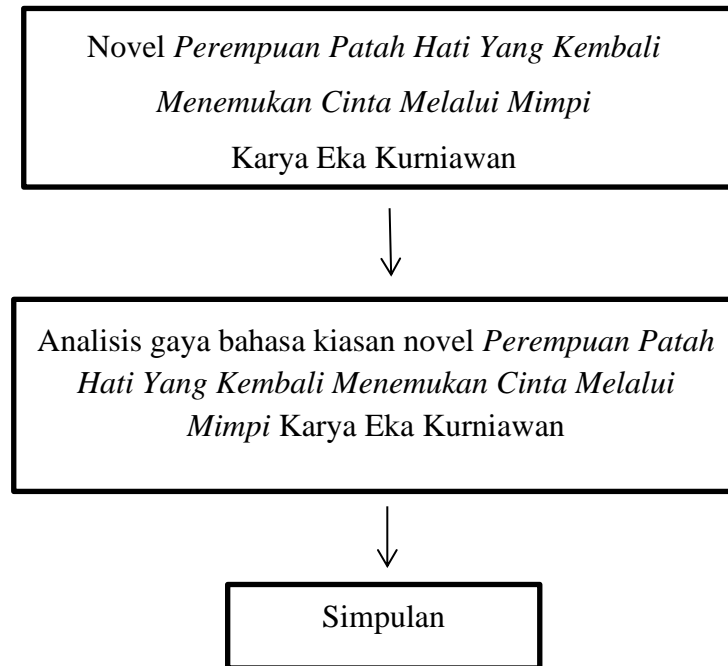 Novel Perempuan Patah Hati Yang Kembali
Menemukan Cinta Melalui Mimpi
Karya Eka Kurniawan
Analisis gaya bahasa kiasan novel Perempuan Patah
Hati Yang Kembali Menemukan Cinta Melalui
Mimpi Karya Eka Kurniawan
Simpulan